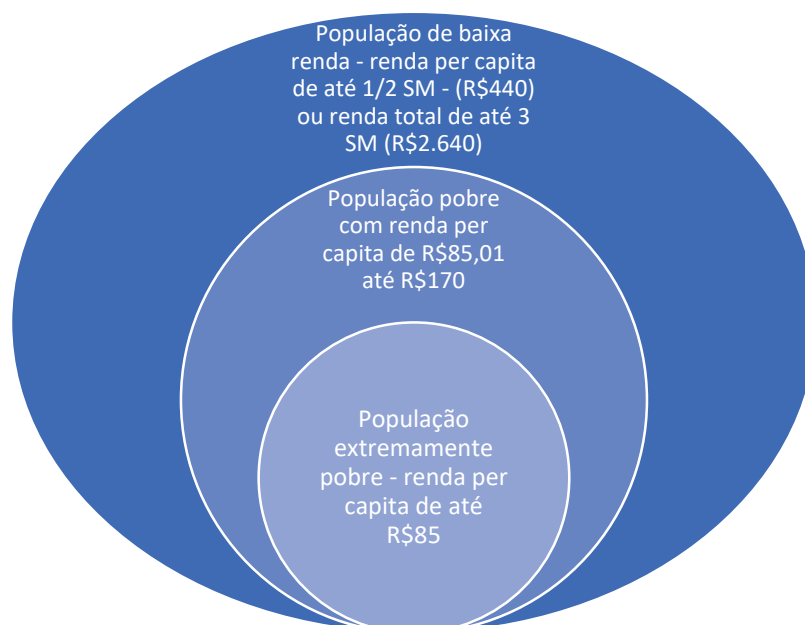 População de baixa
renda - renda per capita
de até 1/2 SM - (R$440)
ou renda total de até 3
SM (R$2.640)
População pobre
com renda per
capita de R$85,01
até R$170
População
extremamente
pobre - renda per
capita de até
R$85